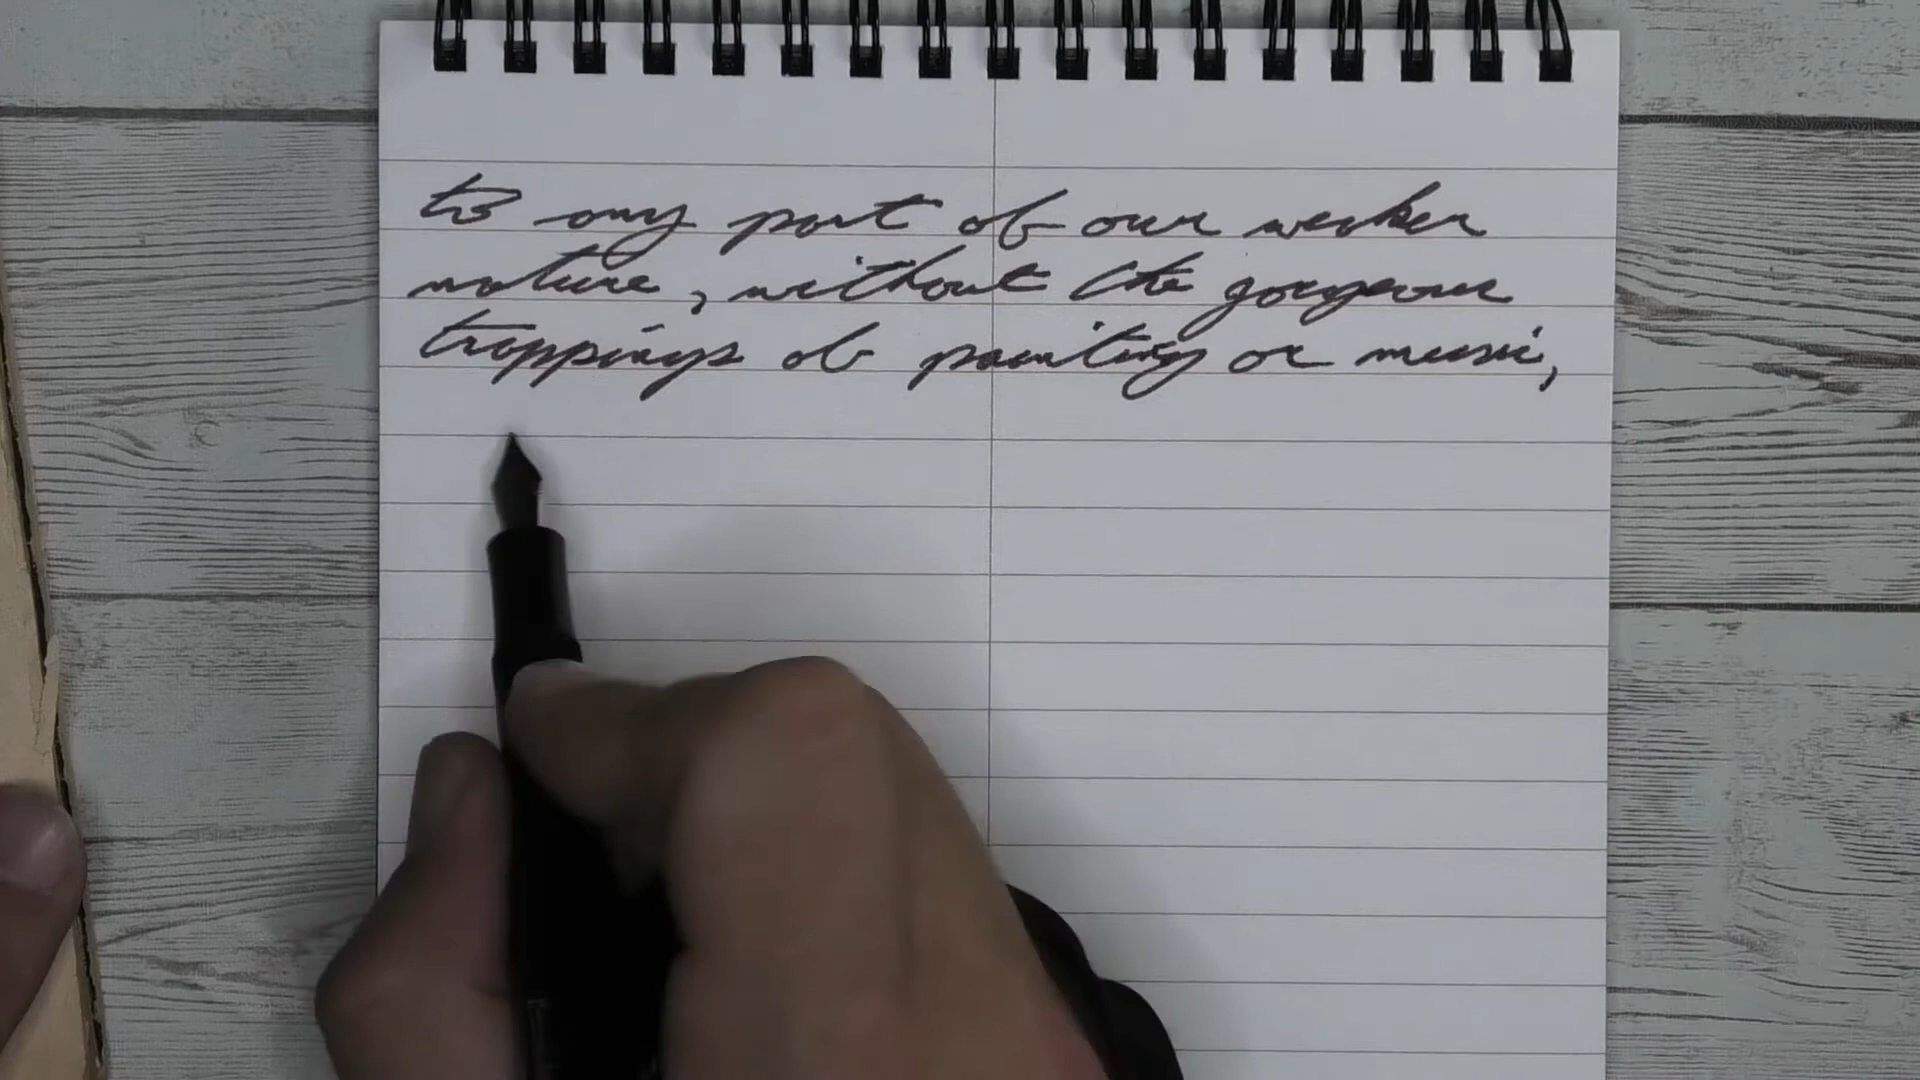 to any part of our weaker
nature, without the gorgeous
trappings of painting or music,